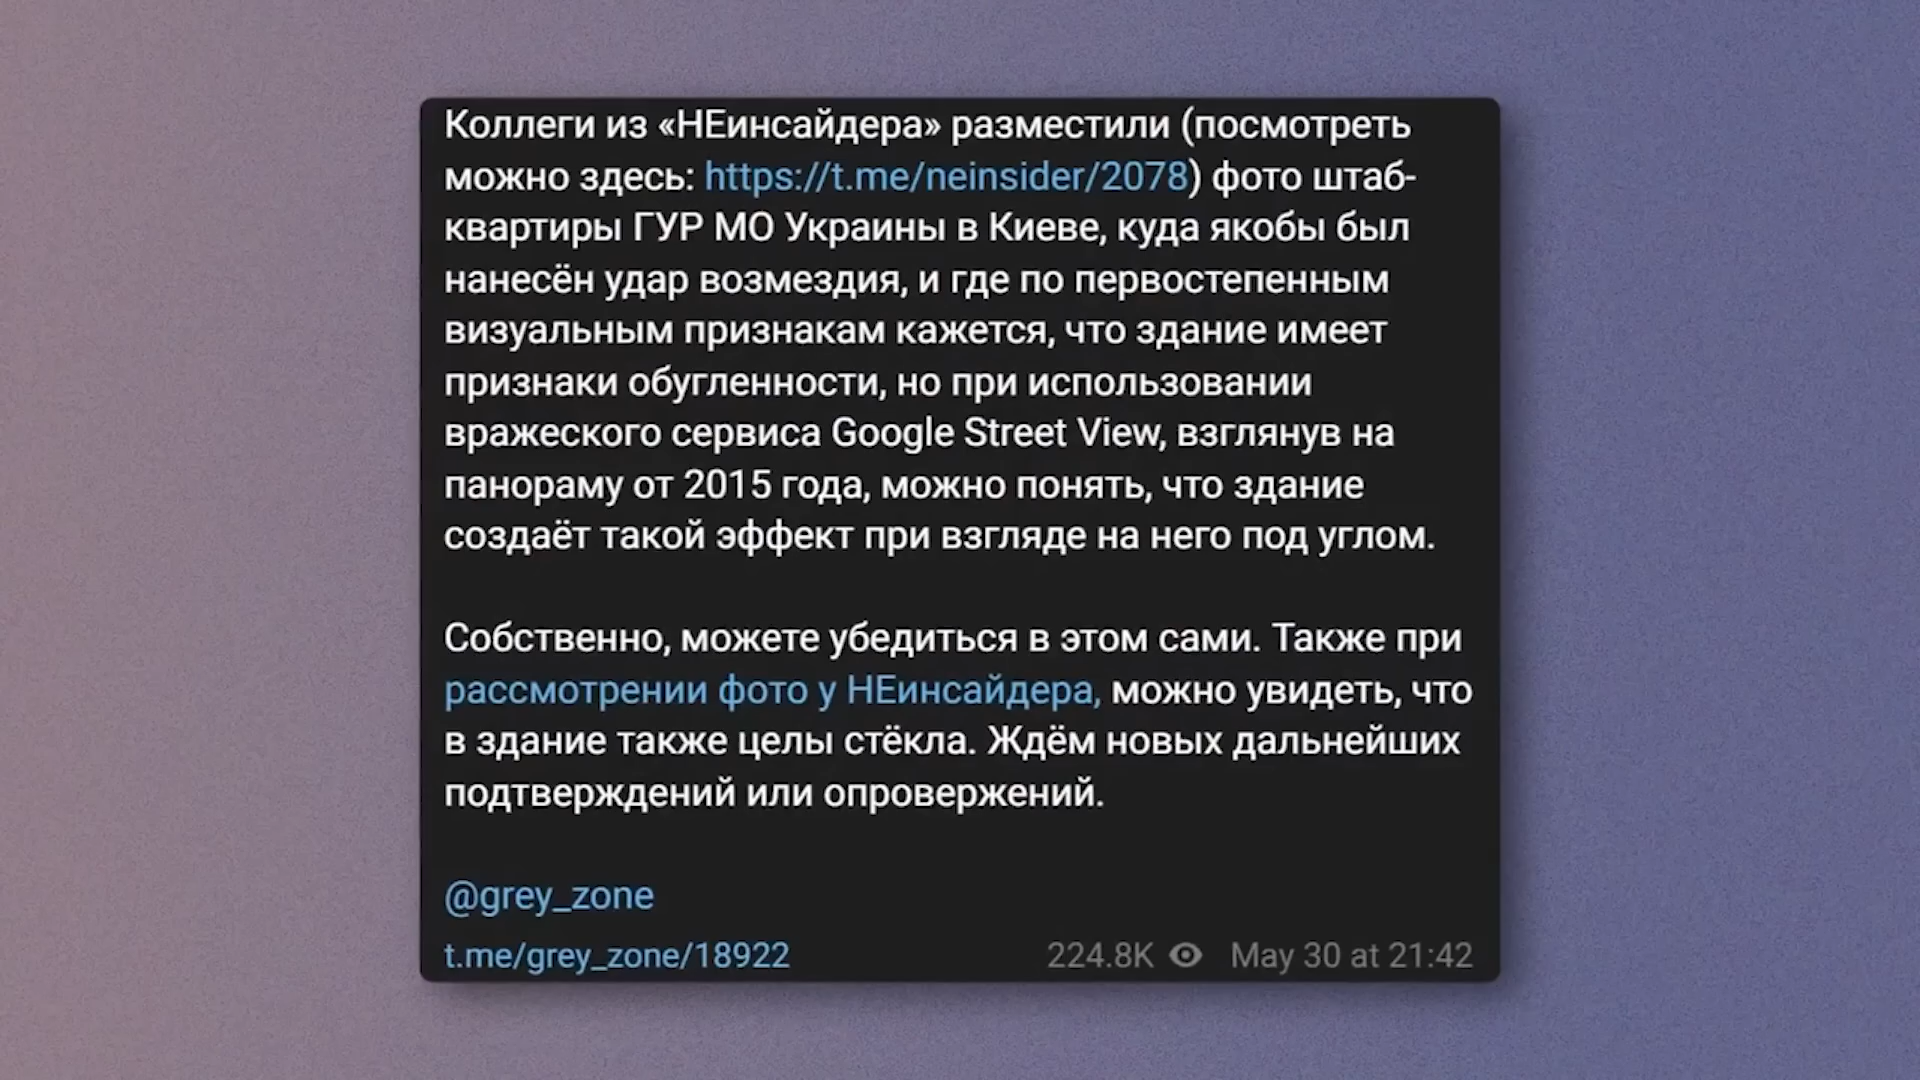 Коллеги из «НЕинсайдера» разместили (посмотреть
можно здесь: https://t.me/neinsider/2078) фото штаб-
квартиры ГУР МО Украины в Киеве, куда якобы был
нанесён удар возмездия, и где по первостепенным
визуальным признакам кажется, что здание имеет
признаки обугленности, но при использовании
вражеского сервиса Google Street View, взглянув на
панораму от 2015 года, можно понять, что здание
создаёт такой эффект при взгляде на него под углом.
Собственно, можете убедиться в этом сами. Также при
рассмотрении фото у НЕинсайдера, можно увидеть, что
в здание также целы стёкла. Ждём новых дальнейших
подтверждений или опровержений.
@grey_zone
t.me/grey_zone/18922 224.8K May 30 at 21:42